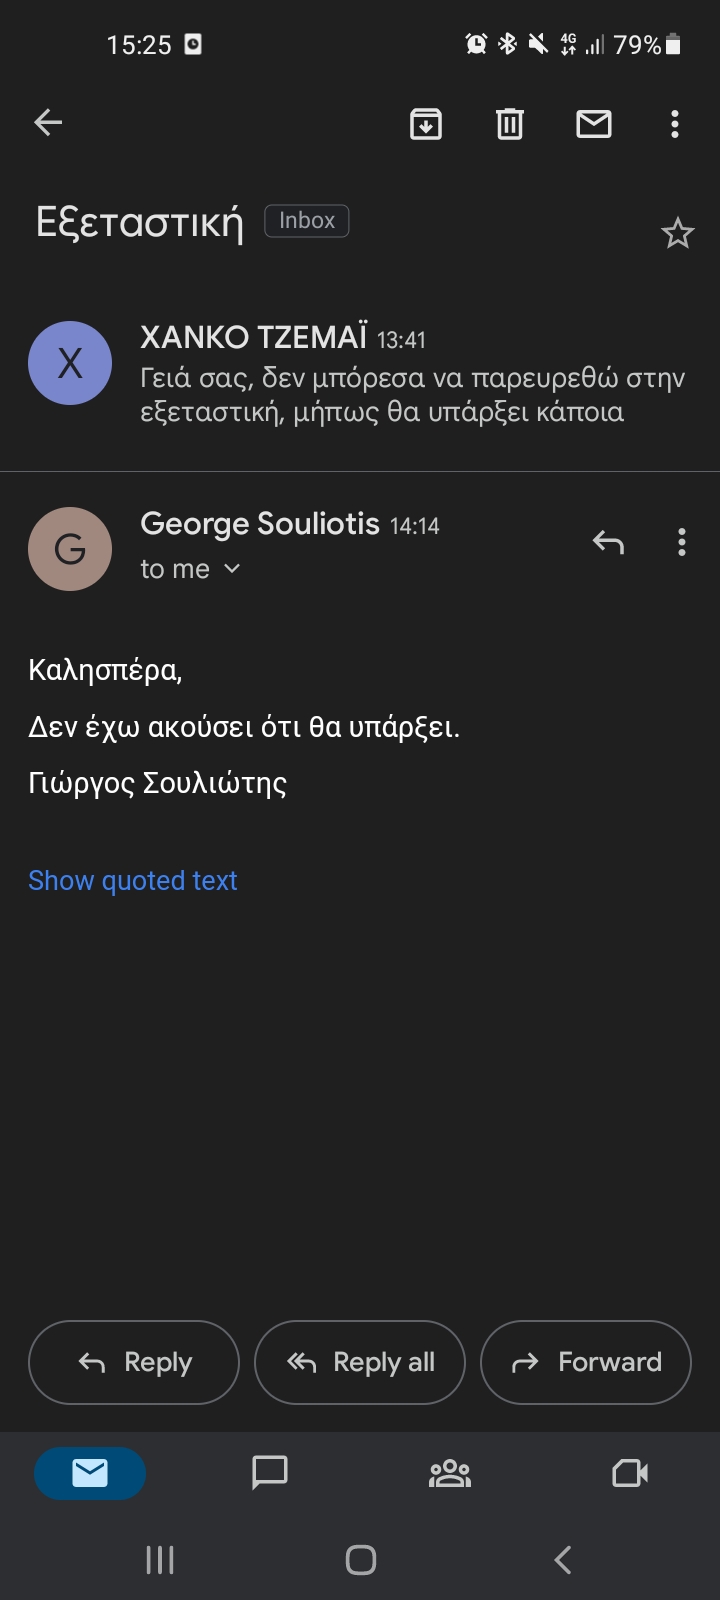 15:25
4G 79%
Εξεταστική Inbox
X
ΧΑΝΚΟ ΤΖΕΜΑΪ 13:41
Γειά σας, δεν μπόρεσα να παρευρεθώ στην
εξεταστική, μήπως θα υπάρξει κάποια
G
George Souliotis 14:14
to me
Καλησπέρα,
Δεν έχω ακούσει ότι θα υπάρξει.
Γιώργος Σουλιώτης
Show quoted text
Reply Reply all Forward